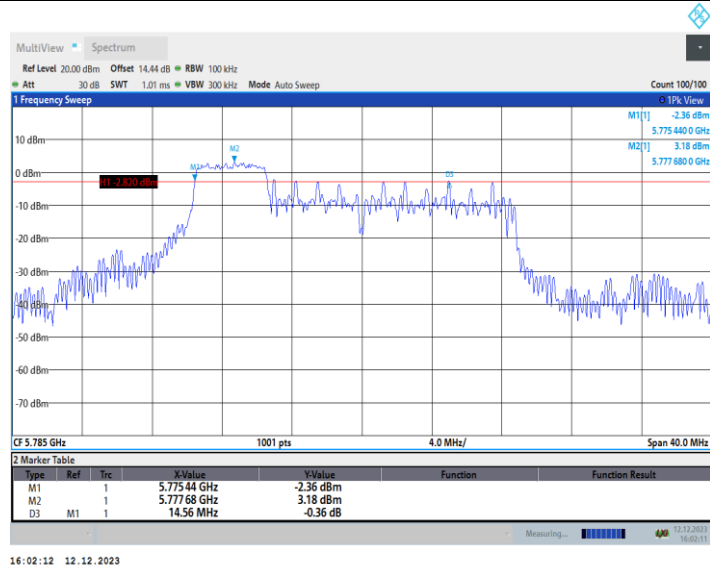 MultiView Spectrum
Ref Level 20.00 dBm Offset 14.44 dB RBW 100 kHz
Att 30 dB SWT 1.01 ms VBW 300 kHz Mode Auto Sweep Count 100/100
1 Frequency Sweep 1Pk View
M1[1] -2.36 dBm
5.775 440 0 GHz
M2[1] 3.18 dBm
5.777 680 0 GHz
10 dBm
M2
M1
D3
0 dBm
H1 -2.820 dBm
-10 dBm
-20 dBm
-30 dBm
-40 dBm
-50 dBm
-60 dBm
-70 dBm
CF 5.785 GHz 1001 pts 4.0 MHz/ Span 40.0 MHz
2 Marker Table
Type Ref Trc X-Value Y-Value Function Function Result
M1 1 5.77544 GHz -2.36 dBm
M2 1 5.77768 GHz 3.18 dBm
D3 M1 1 14.56 MHz -0.36 dB
Measuring... 12.12.2023
16:02:11
16:02:12 12.12.2023